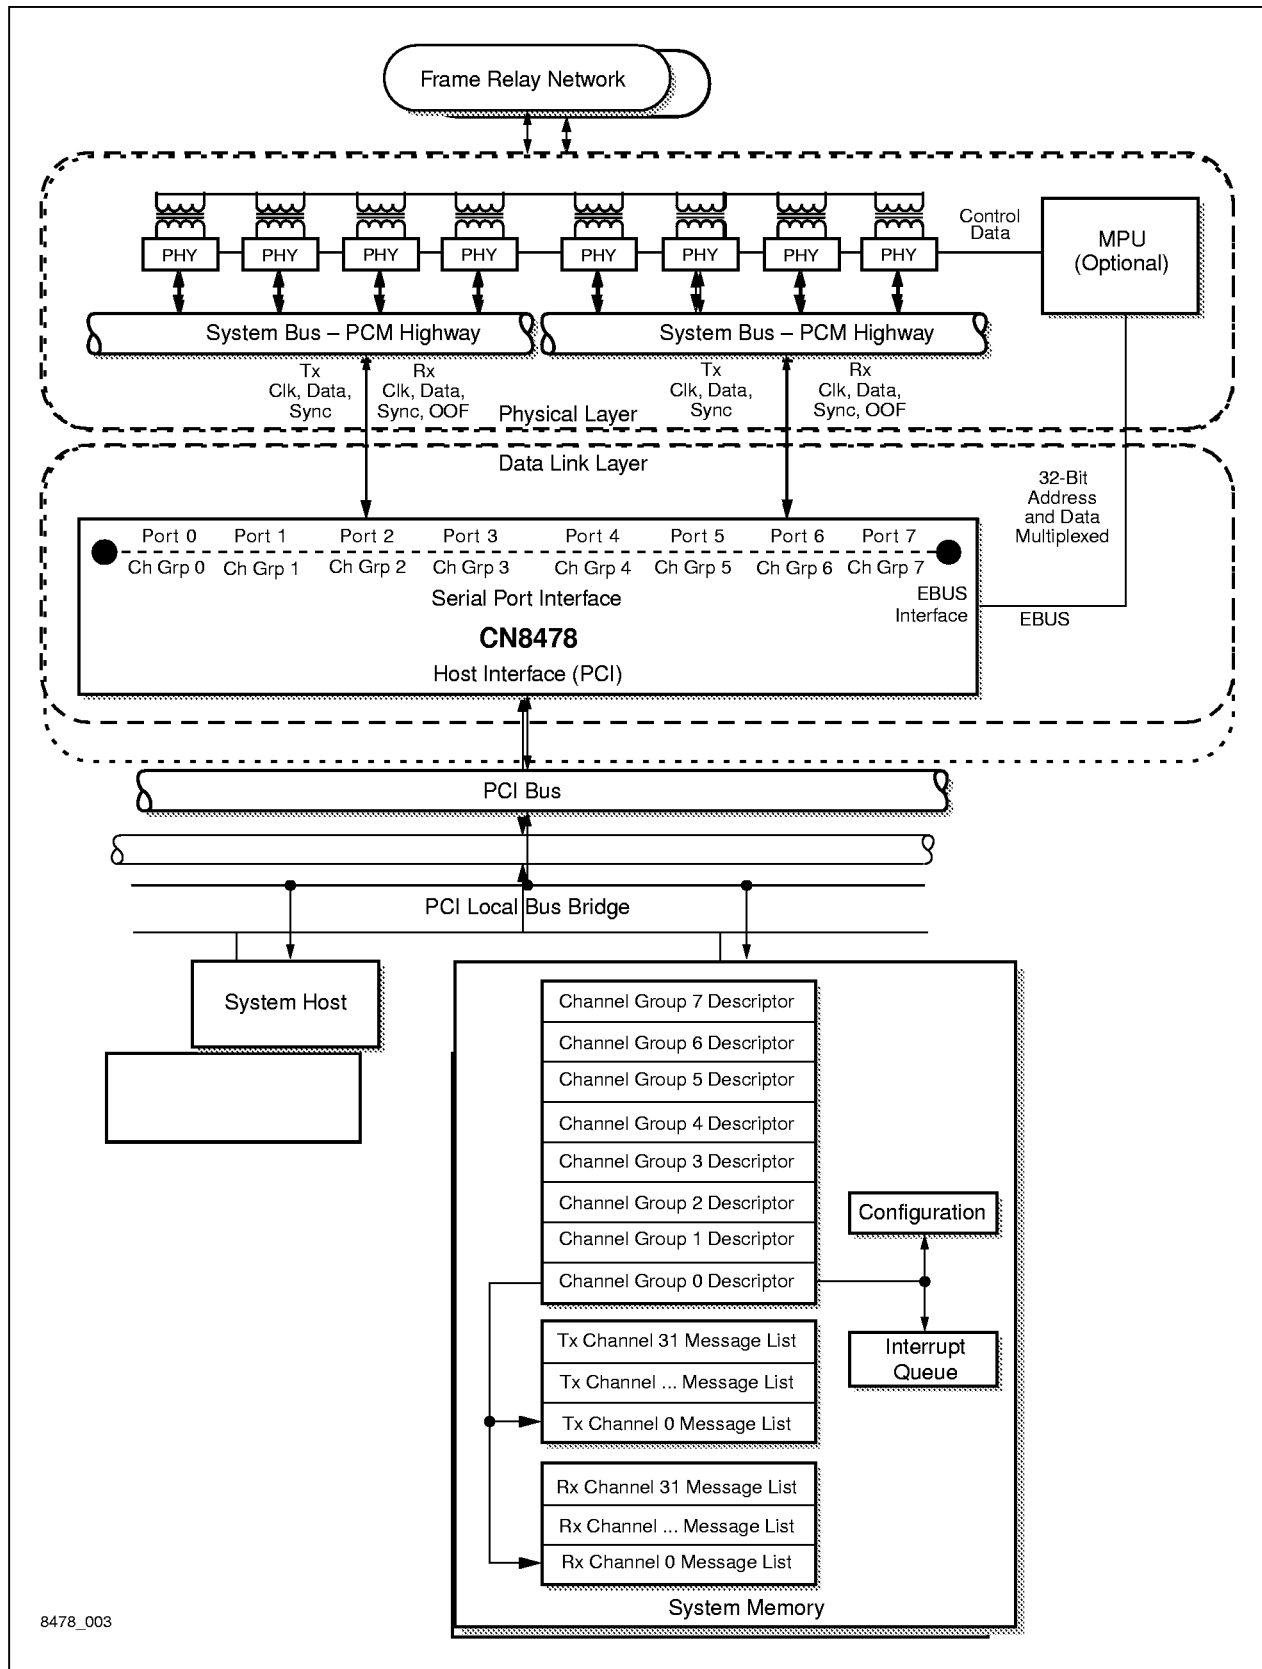 Frame Relay Network
Control
Data
MPU
(Optional)
PHY PHY PHY PHY PHY PHY PHY PHY
System Bus – PCM Highway
System Bus – PCM Highway
Tx
Clk, Data,
Sync
Rx
Clk, Data,
Sync, OOF
Tx
Clk, Data,
Sync
Rx
Clk, Data,
Sync, OOF
Physical Layer
Data Link Layer
32-Bit
Address
and Data
Multiplexed
Port 0 Port 1 Port 2 Port 3 Port 4 Port 5 Port 6 Port 7
Ch Grp 0 Ch Grp 1 Ch Grp 2 Ch Grp 3 Ch Grp 4 Ch Grp 5 Ch Grp 6 Ch Grp 7
Serial Port Interface
EBUS
Interface
EBUS
CN8478
Host Interface (PCI)
PCI Bus
PCI Local Bus Bridge
System Host
Channel Group 7 Descriptor
Channel Group 6 Descriptor
Channel Group 5 Descriptor
Channel Group 4 Descriptor
Channel Group 3 Descriptor
Channel Group 2 Descriptor
Channel Group 1 Descriptor
Channel Group 0 Descriptor
Configuration
Interrupt
Queue
Tx Channel 31 Message List
Tx Channel ... Message List
Tx Channel 0 Message List
Rx Channel 31 Message List
Rx Channel ... Message List
Rx Channel 0 Message List
System Memory
8478_003